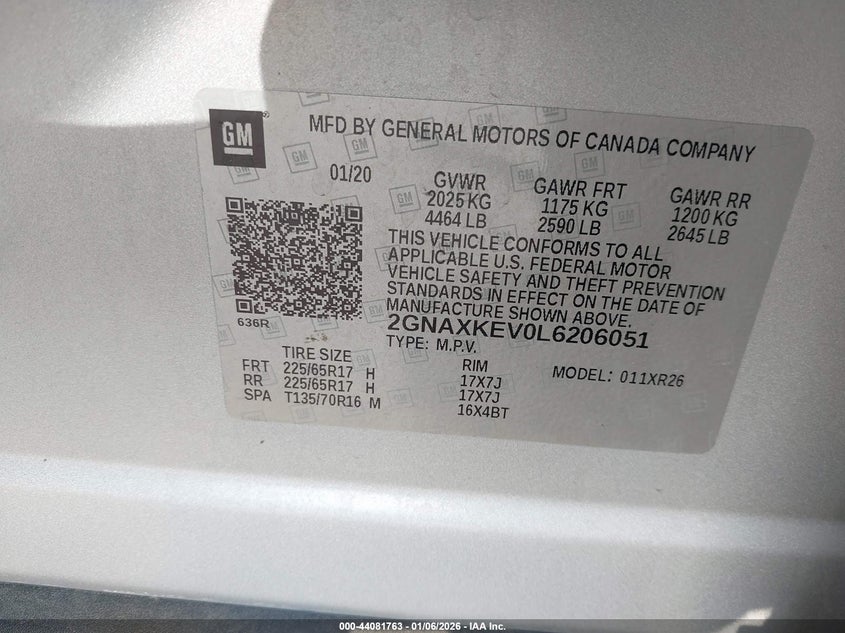 GM
MFD BY GENERAL MOTORS OF CANADA COMPANY
01/20
GVWR
2025 KG
4464 LB
GAWR FRT
1175 KG
2590 LB
GAWR RR
1200 KG
2645 LB
THIS VEHICLE CONFORMS TO ALL
APPLICABLE U.S. FEDERAL MOTOR
VEHICLE SAFETY AND THEFT PREVENTION
STANDARDS IN EFFECT ON THE DATE OF
MANUFACTURE SHOWN ABOVE.
636R
2GNAXKEV0L6206051
TYPE: M.P.V.
TIRE SIZE
RIM
MODEL: 011XR26
FRT 225/65R17 H 17X7J
RR 225/65R17 H 17X7J
SPA T135/70R16 M 16X4BT
000-44081763 - 01/06/2026 - IAA Inc.